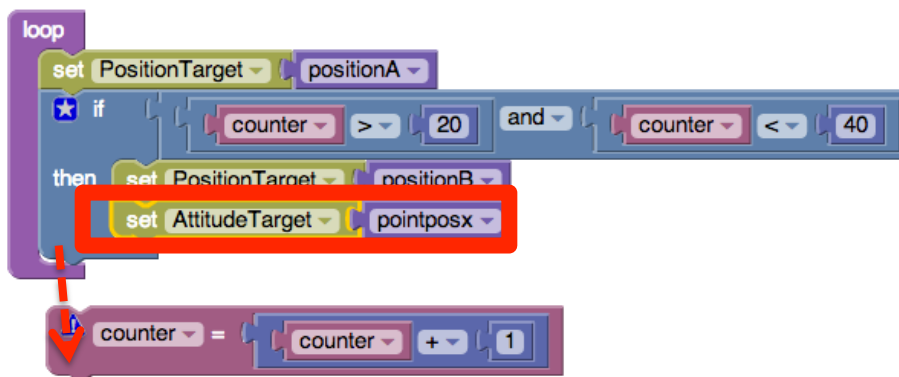 loop
set PositionTarget positionA
if counter > 20 and counter < 40
then set PositionTarget positionB
set AttitudeTarget pointposx
counter = counter + 1